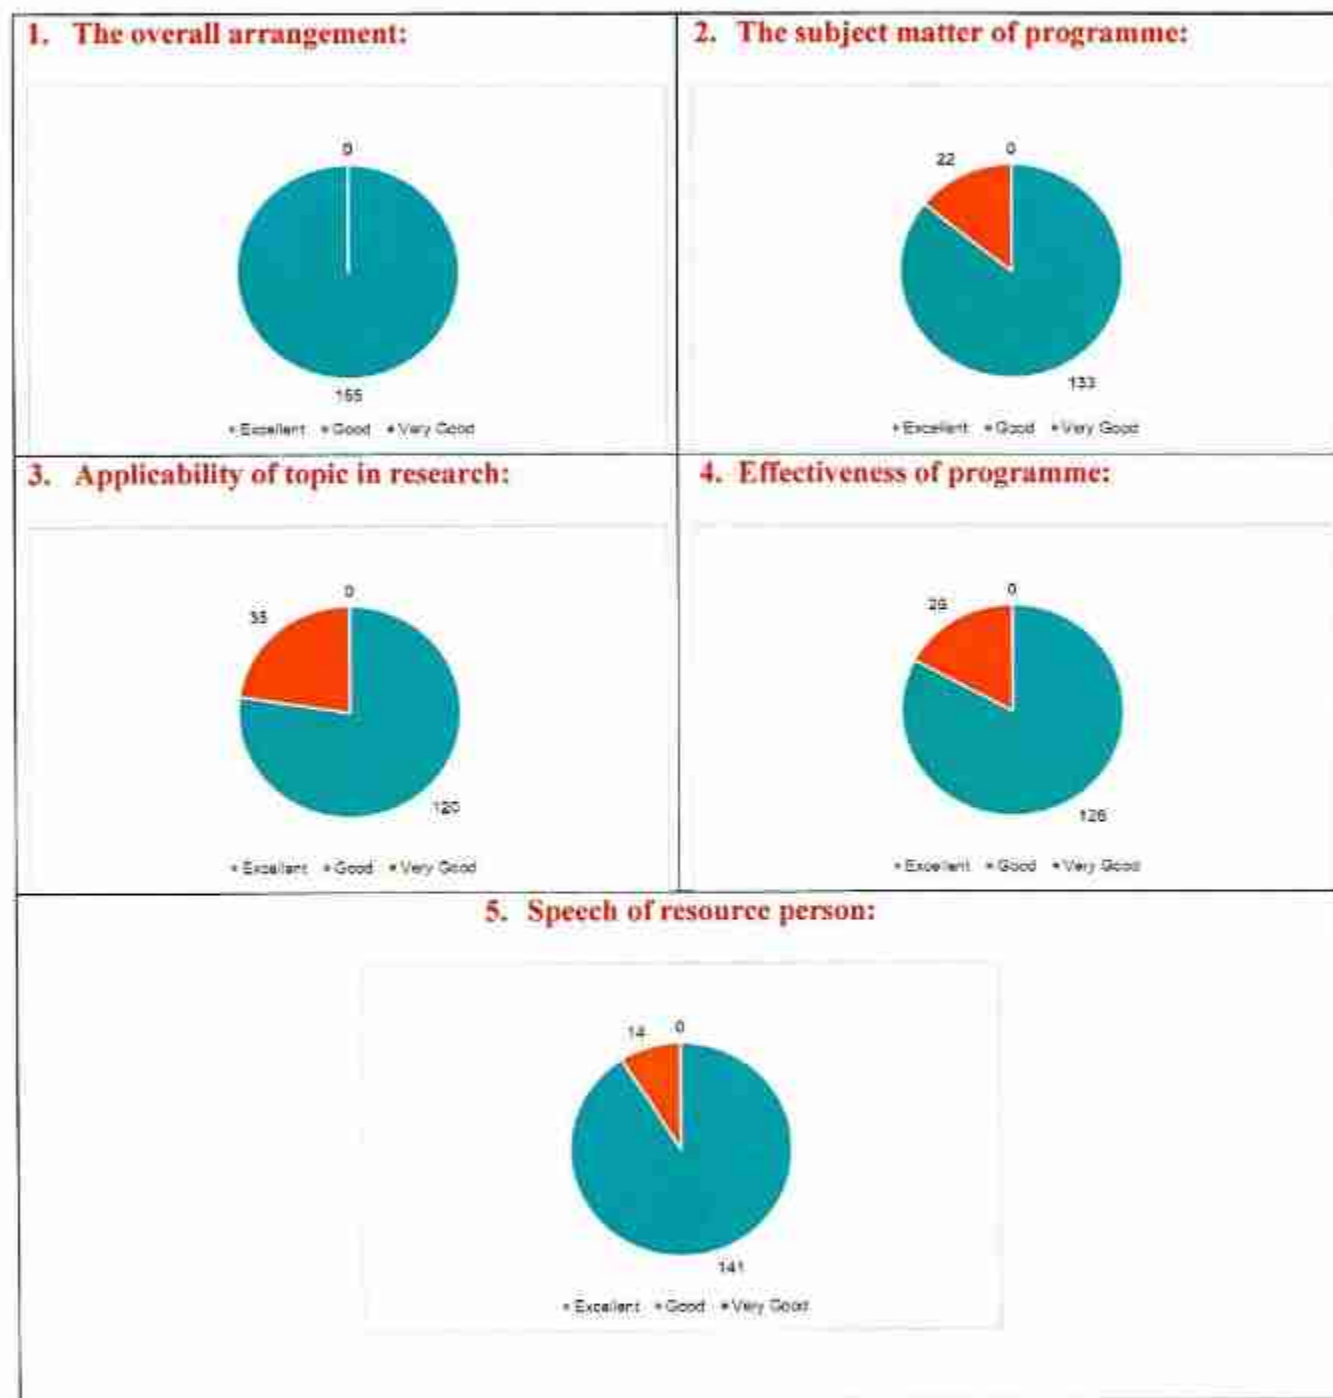 1. The overall arrangement:
0
155
Excellent Good Very Good
2. The subject matter of programme:
22 0
133
Excellent Good Very Good
3. Applicability of topic in research:
35 0
120
Excellent Good Very Good
4. Effectiveness of programme:
0
126
Excellent Good Very Good
5. Speech of resource person:
14 0
141
Excellent Good Very Good